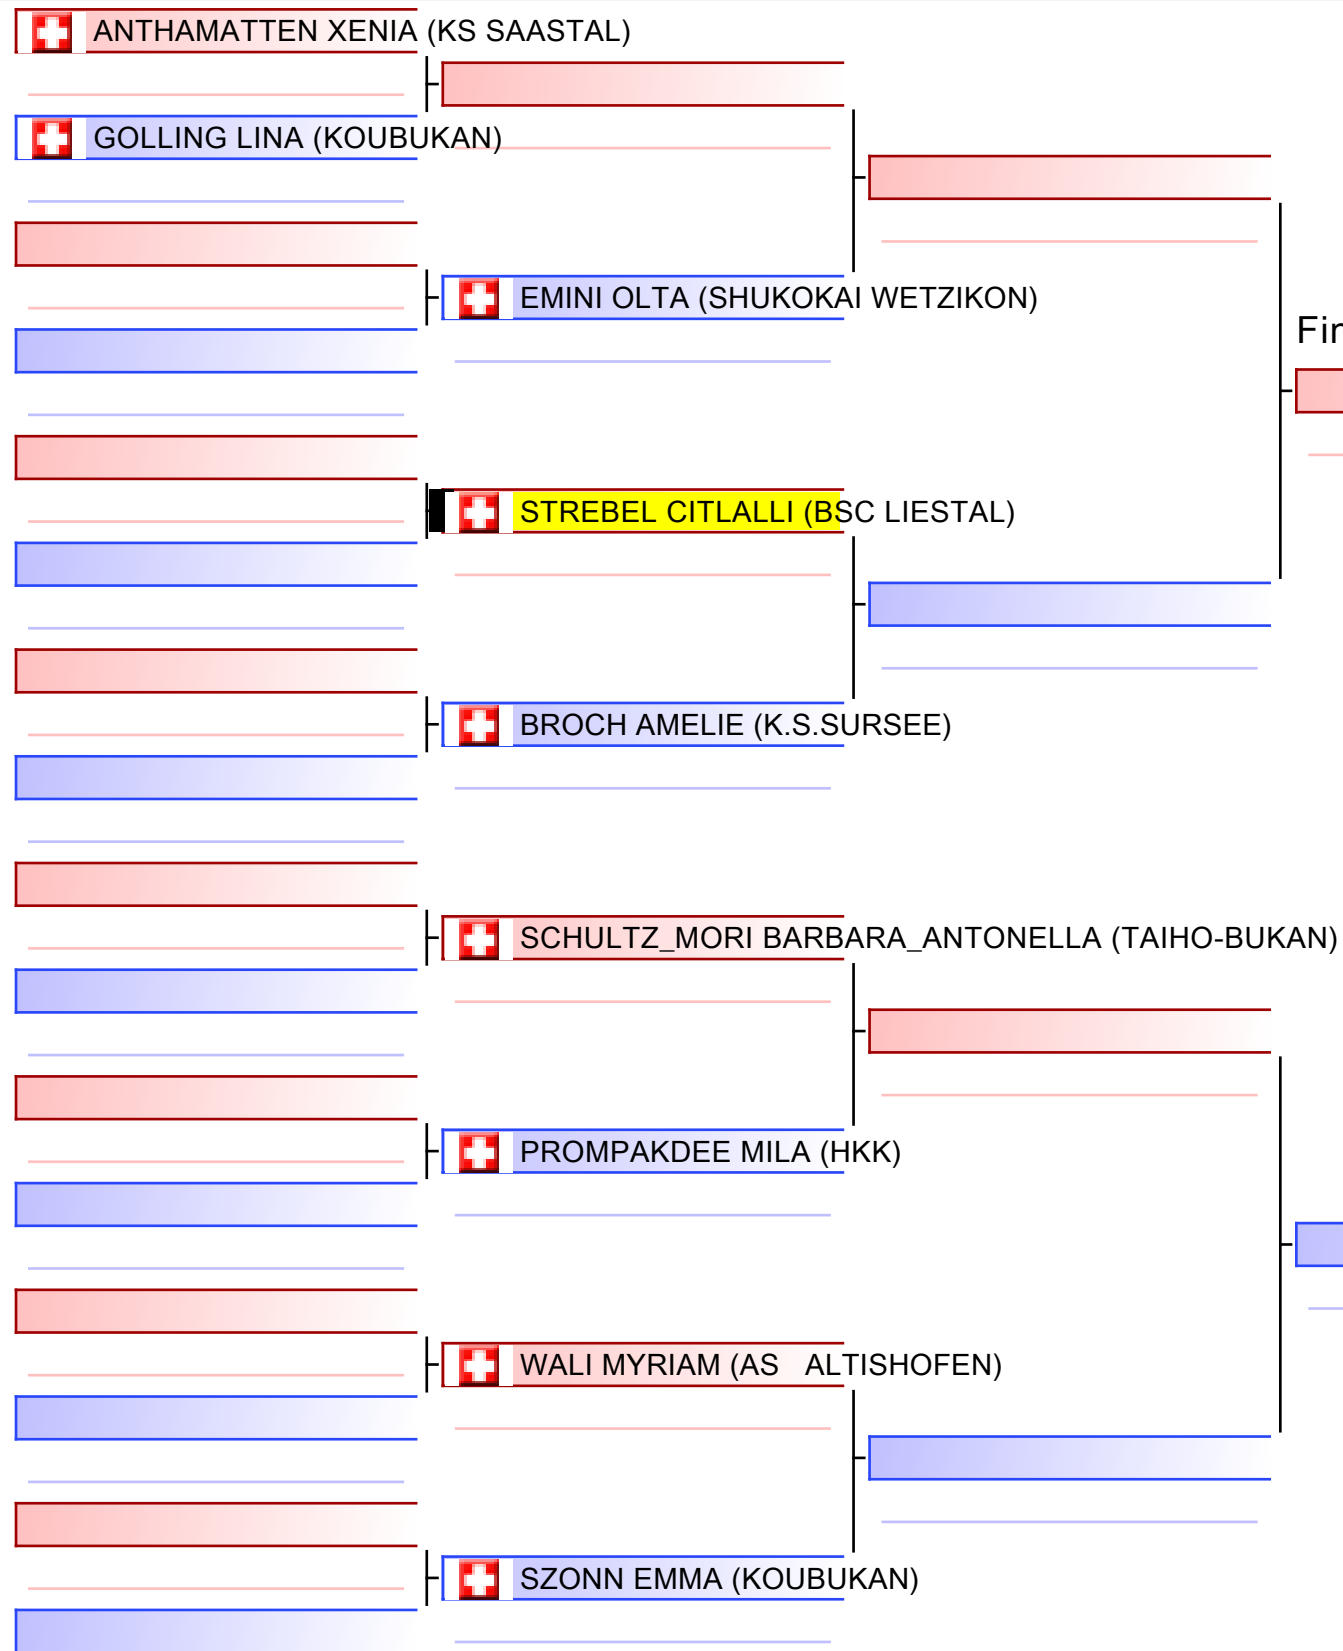 ANTHAMATTEN XENIA (KS SAASTAL)
GOLLING LINA (KOUBUKAN)
EMINI OLTA (SHUKOKAI WETZIKON)
STREBEL CITLALLI (BSC LIESTAL)
BROCH AMELIE (K.S.SURSEE)
SCHULTZ_MORI BARBARA_ANTONELLA (TAIHO-BUKAN)
PROMPAKDEE MILA (HKK)
WALI MYRIAM (AS ALTISHOFEN)
SZONN EMMA (KOUBUKAN)